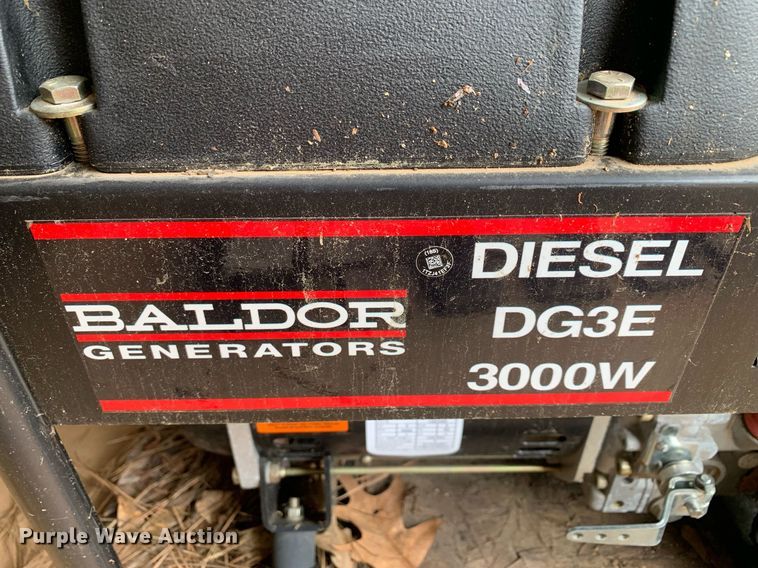 DIESEL
BALDOR
DG3E
GENERATORS
3000W
Purple Wave Auction